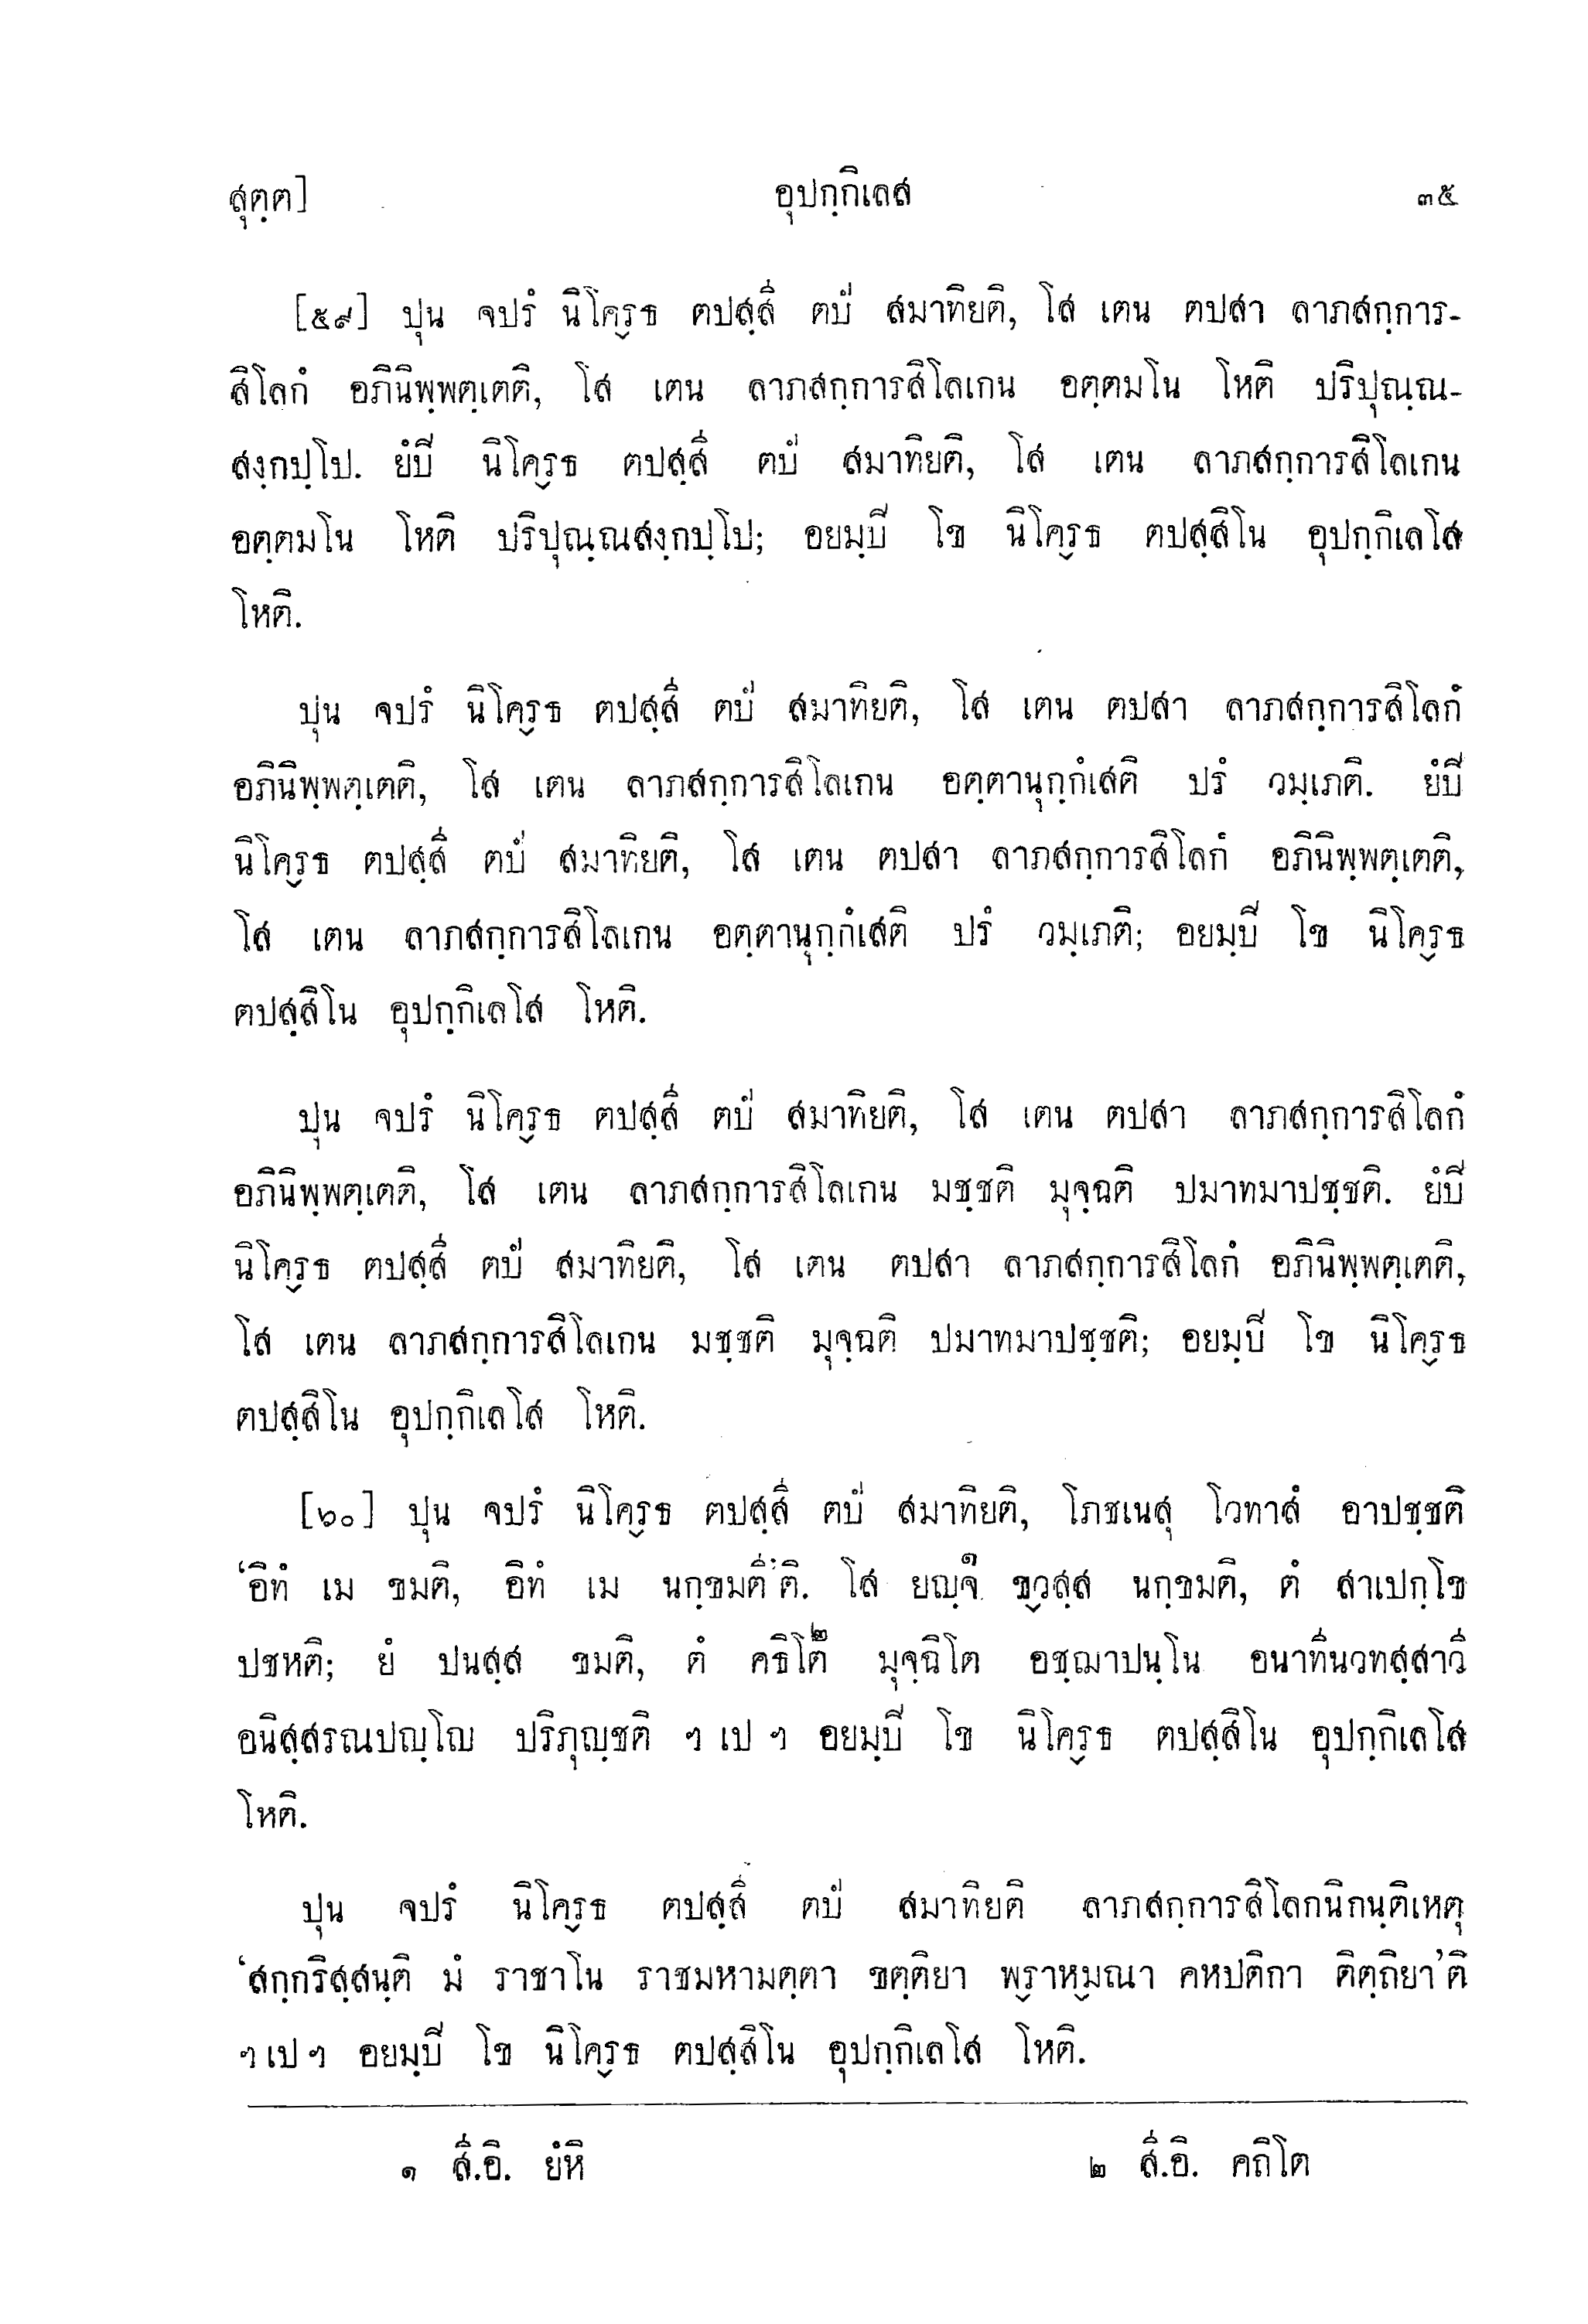 สุตฺต] อุปกฺกิเลส ๓๕
[๕๙] ปุน จปรํ นิโค๎รธ ตปสฺสี ตปํ สมาทิยติ, โส เตน ตปสา ลาภสกฺการ-
สิโลกํ อภินิพฺพตฺเตติ, โส เตน ลาภสกฺการสิโลเกน อตฺตมโน โหติ ปริปุณฺณ-
สงฺกปฺโป. ยํปิ นิโค๎รธ ตปสฺสี ตปํ สมาทิยติ, โส เตน ลาภสกฺการสิโลเกน
อตฺตมโน โหติ ปริปุณฺณสงฺกปฺโป; อยมฺปิ โข นิโค๎รธ ตปสฺสิโน อุปกฺกิเลโส
โหติ.
ปุน จปรํ นิโค๎รธ ตปสฺสี ตปํ สมาทิยติ, โส เตน ตปสา ลาภสกฺการสิโลกํ
อภินิพฺพตฺเตติ, โส เตน ลาภสกฺการสิโลเกน อตฺตานุกฺกํเสติ ปรํ วมฺเภติ. ยํปิ
นิโค๎รธ ตปสฺสี ตปํ สมาทิยติ, โส เตน ตปสา ลาภสกฺการสิโลกํ อภินิพฺพตฺเตติ,
โส เตน ลาภสกฺการสิโลเกน อตฺตานุกฺกํเสติ ปรํ วมฺเภติ; อยมฺปิ โข นิโค๎รธ
ตปสฺสิโน อุปกฺกิเลโส โหติ.
ปุน จปรํ นิโค๎รธ ตปสฺสี ตปํ สมาทิยติ, โส เตน ตปสา ลาภสกฺการสิโลกํ
อภินิพฺพตฺเตติ, โส เตน ลาภสกฺการสิโลเกน มชฺชติ มุจฺฉติ ปมาทมาปชฺชติ. ยํปิ
นิโค๎รธ ตปสฺสี ตปํ สมาทิยติ, โส เตน ตปสา ลาภสกฺการสิโลกํ อภินิพฺพตฺเตติ,
โส เตน ลาภสกฺการสิโลเกน มชฺชติ มุจฺฉติ ปมาทมาปชฺชติ; อยมฺปิ โข นิโค๎รธ
ตปสฺสิโน อุปกฺกิเลโส โหติ.
[๖๐] ปุน จปรํ นิโค๎รธ ตปสฺสี ตปํ สมาทิยติ, โภชเนสุ โวทาสํ อาปชฺชติ
‘อิทํ เม ขมติ, อิทํ เม นกฺขมตี’ติ. โส ยญฺจิ๑ ข๎วสฺส นกฺขมติ, ตํ สาเปกฺโข
ปชหติ; ยํ ปนสฺส ขมติ, ตํ คธิโต๒ มุจฺฉิโต อชฺฌาปนฺโน อนาทีนวทสฺสาวี
อนิสฺสรณปญฺโญ ปริภุญฺชติ ฯ เป ฯ อยมฺปิ โข นิโค๎รธ ตปสฺสิโน อุปกฺกิเลโส
โหติ.
ปุน จปรํ นิโค๎รธ ตปสฺสี ตปํ สมาทิยติ ลาภสกฺการสิโลกนิกนฺติเหตุ
‘สกฺกริสฺสนฺติ มํ ราชาโน ราชมหามตฺตา ขตฺติยา พ๎ราห๎มณา คหปติกา ติตฺถิยา’ติ
ฯ เป ฯ อยมฺปิ โข นิโค๎รธ ตปสฺสิโน อุปกฺกิเลโส โหติ.
๑ สี.อิ. ยํหิ ๒ สี.อิ. คถิโต